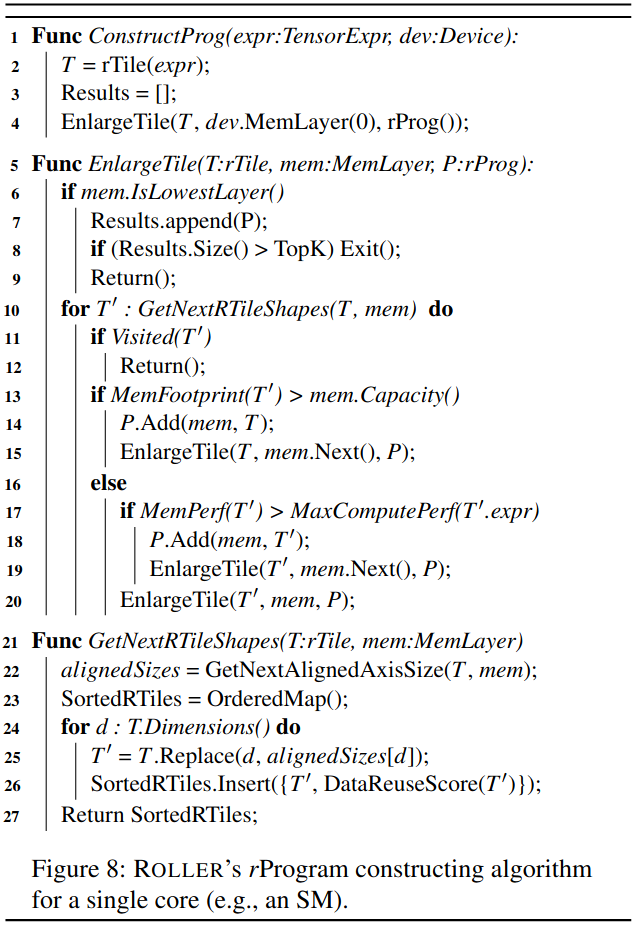 1 Func ConstructProg(expr:TensorExpr, dev:Device):
2 T = rTile(expr);
3 Results = [];
4 EnlargeTile(T, dev.MemLayer(0), rProg());
5 Func EnlargeTile(T:rTile, mem:MemLayer, P:rProg):
6 if mem.IsLowestLayer()
7 Results.append(P);
8 if (Results.Size() > TopK) Exit();
9 Return();
10 for T′ : GetNextRTileShapes(T, mem) do
11 if Visited(T′)
12 Return();
13 if MemFootprint(T′) > mem.Capacity()
14 P.Add(mem, T);
15 EnlargeTile(T, mem.Next(), P);
16 else
17 if MemPerf(T′) > MaxComputePerf(T′.expr)
18 P.Add(mem, T′);
19 EnlargeTile(T′, mem.Next(), P);
20 EnlargeTile(T′, mem, P);
21 Func GetNextRTileShapes(T:rTile, mem:MemLayer)
22 alignedSizes = GetNextAlignedAxisSize(T, mem);
23 SortedRTiles = OrderedMap();
24 for d : T.Dimensions() do
25 T′ = T.Replace(d, alignedSizes[d]);
26 SortedRTiles.Insert({T′, DataReuseScore(T′)});
27 Return SortedRTiles;
Figure 8: ROLLER's rProgram constructing algorithm
for a single core (e.g., an SM).